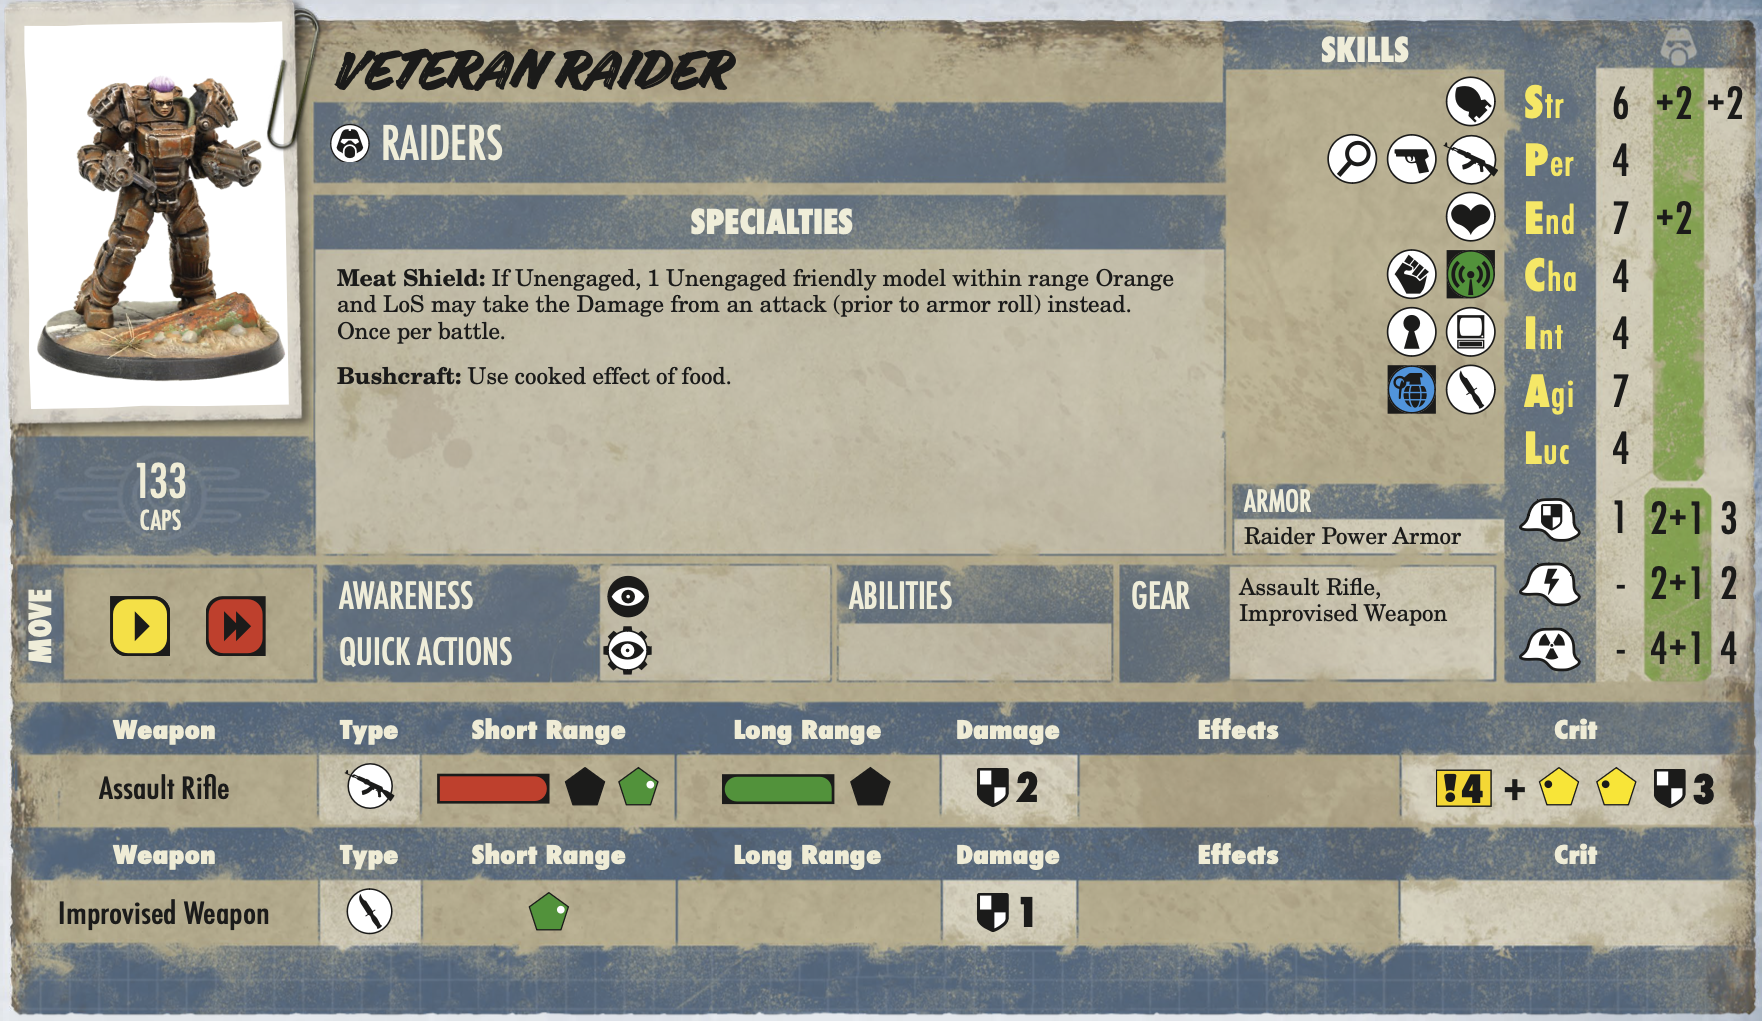 VETERAN RAIDER
RAIDERS
SPECIALTIES
Meat Shield: If Unengaged, 1 Unengaged friendly model within range Orange
and LoS may take the Damage from an attack (prior to armor roll) instead.
Once per battle.
Bushcraft: Use cooked effect of food.
133
CAPS
SKILLS
Str 6 +2 +2
Per 4
End 7 +2
Cha 4
Int 4
Agi 7
Luc 4
ARMOR
Raider Power Armor
1 2+1 3
- 2+1 2
- 4+1 4
MOVE
AWARENESS
QUICK ACTIONS
ABILITIES
GEAR
Assault Rifle,
Improvised Weapon
Weapon Type Short Range Long Range Damage Effects Crit
Assault Rifle 2 !4 + 3
Weapon Type Short Range Long Range Damage Effects Crit
Improvised Weapon 1